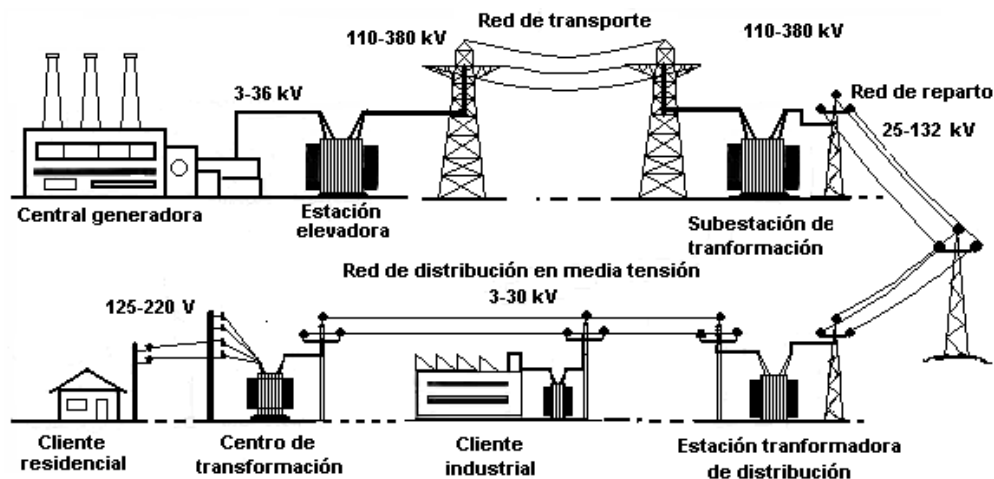 Red de transporte
110-380 kV
110-380 kV
3-36 kV
Red de reparto
25-132 kV
Central generadora
Estación
elevadora
Subestación de
tranformación
Red de distribución en media tensión
3-30 kV
125-220 V
Cliente
residencial
Centro de
transformación
Cliente
industrial
Estación tranformadora
de distribución